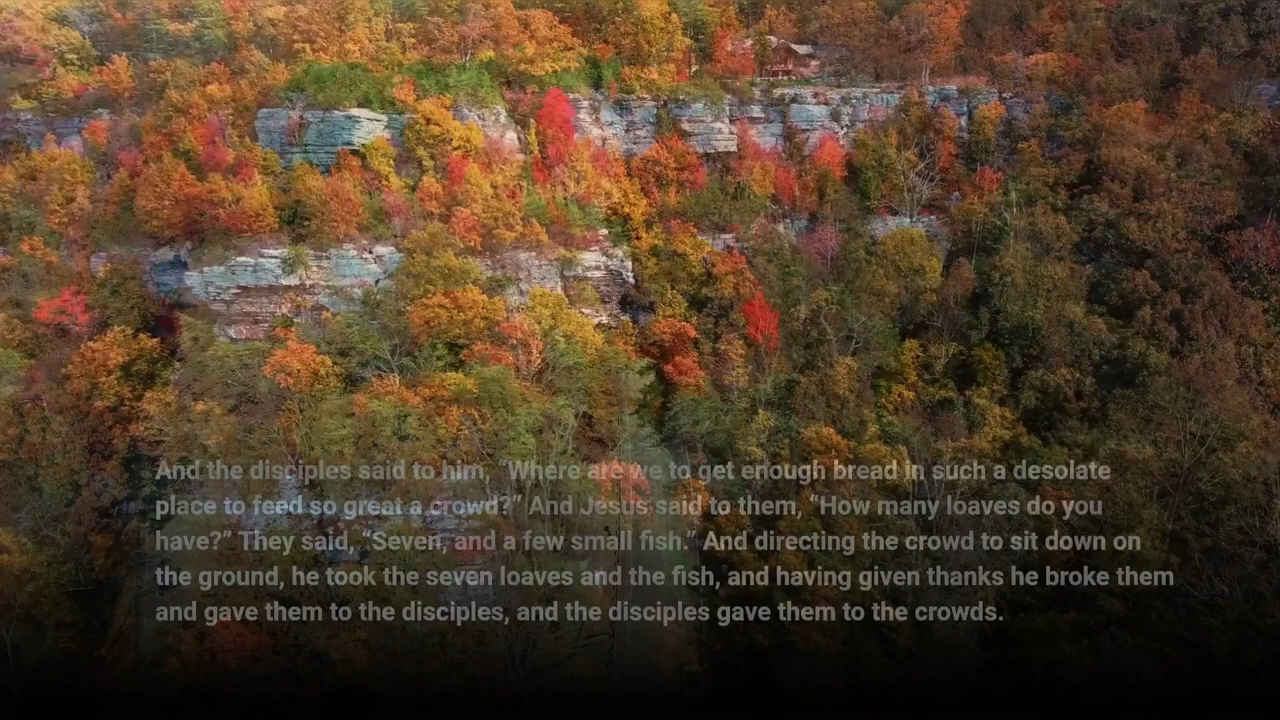 And the disciples said to him, “Where are we to get enough bread in such a desolate
place to feed so great a crowd?” And Jesus said to them, “How many loaves do you
have?” They said, “Seven, and a few small fish.” And directing the crowd to sit down on
the ground, he took the seven loaves and the fish, and having given thanks he broke them
and gave them to the disciples, and the disciples gave them to the crowds.